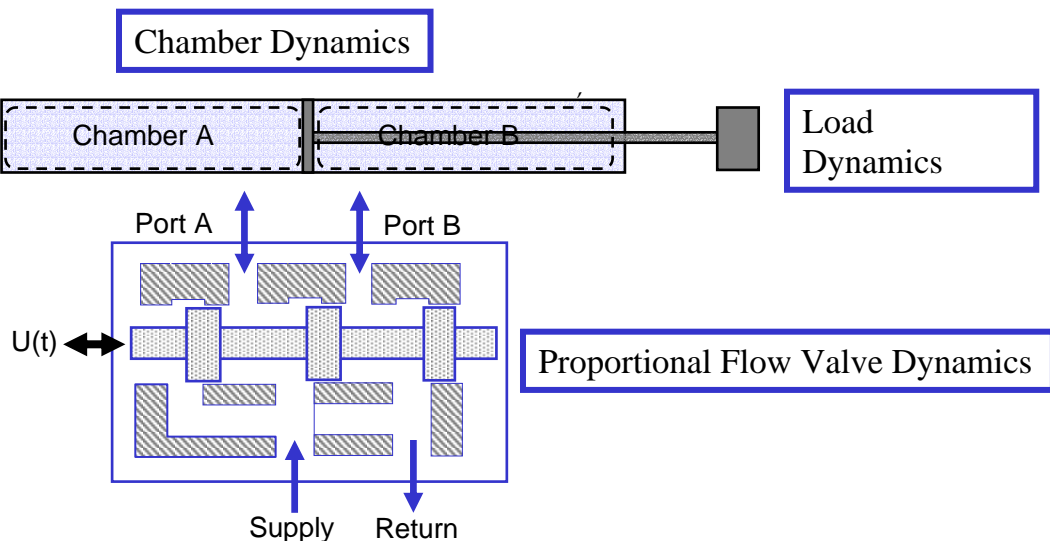 Chamber Dynamics
Chamber A
Chamber B
Load
Dynamics
Port A
Port B
U(t)
Proportional Flow Valve Dynamics
Supply
Return